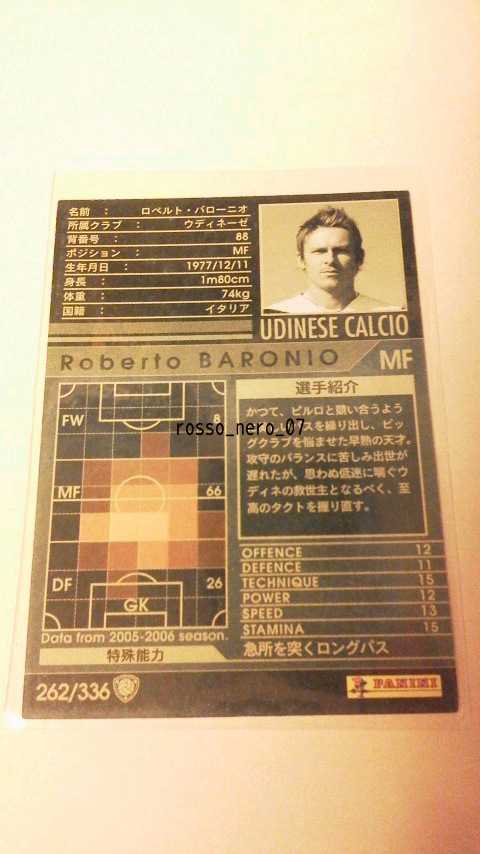 名前 : ロベルト・バローニオ
所属クラブ : ウディネーゼ
背番号 : 88
ポジション : MF
生年月日 : 1977/12/11
身長 : 1m80cm
体重 : 74kg
国籍 : イタリア
UDINESE CALCIO
Roberto BARONIO MF
FW 8
MF 66
DF 26
GK
Data from 2005-2006 season.
選手紹介
かつて、ピルロと競い合うよう
スを繰り出し、ビッ
グクラブを悩ませた早熟の天才。
攻守のバランスに苦しみ出世が
遅れたが、思わぬ低迷に喘ぐウ
ディネの救世主となるべく、至
高のタクトを握り直す。
rosso_nero_07
OFFENCE 12
DEFENCE 11
TECHNIQUE 15
POWER 12
SPEED 13
STAMINA 15
特殊能力 急所を突くロングパス
262/336
PANINI